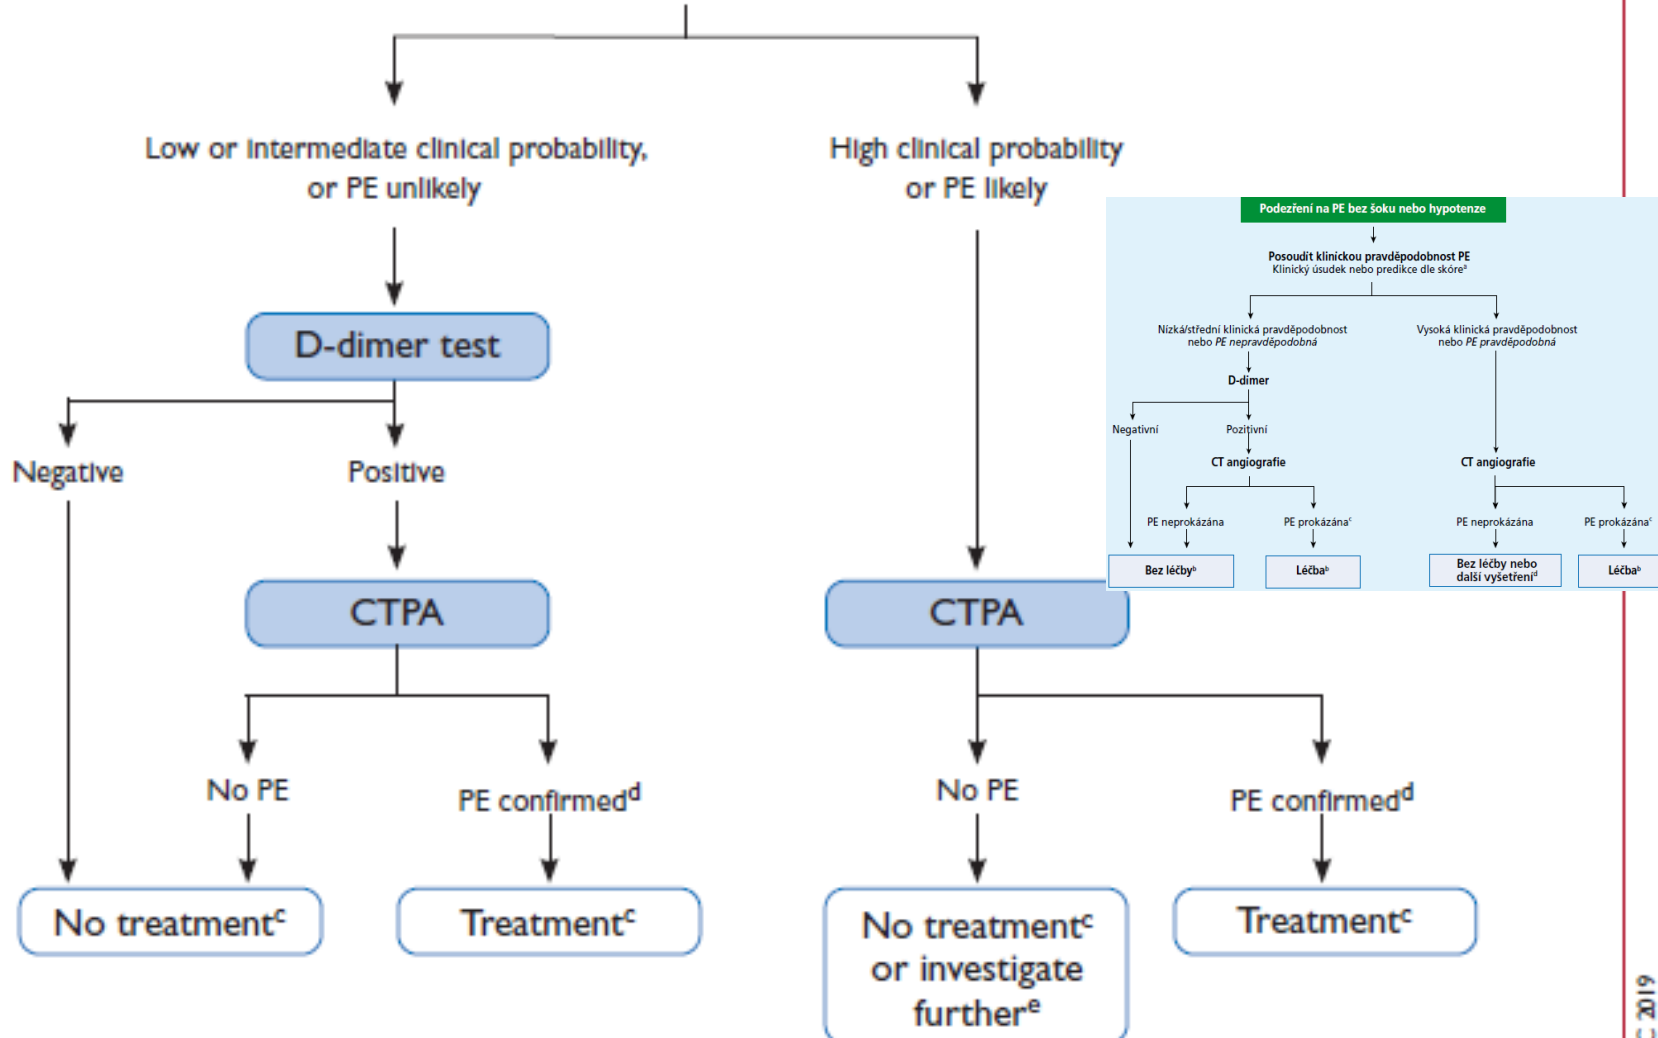 Low or intermediate clinical probability,
or PE unlikely
High clinical probability
or PE likely
D-dimer test
Negative
Positive
CTPA
CTPA
No PE
PE confirmedd
No PE
PE confirmedd
No treatmentc
Treatmentc
No treatmentc
or investigate
furthere
Treatmentc
Podezření na PE bez šoku nebo hypotenze
Posoudit klinickou pravděpodobnost PE
Klinický úsudek nebo predikce dle skórea
Nízká/střední klinická pravděpodobnost
nebo PE nepravděpodobná
Vysoká klinická pravděpodobnost
nebo PE pravděpodobná
D-dimer
Negativní
Pozitivní
CT angiografie
CT angiografie
PE neprokázána
PE prokázánac
PE neprokázána
PE prokázánac
Bez léčbyb
Léčbab
Bez léčby nebo
další vyšetřeníd
Léčbab
C 2019